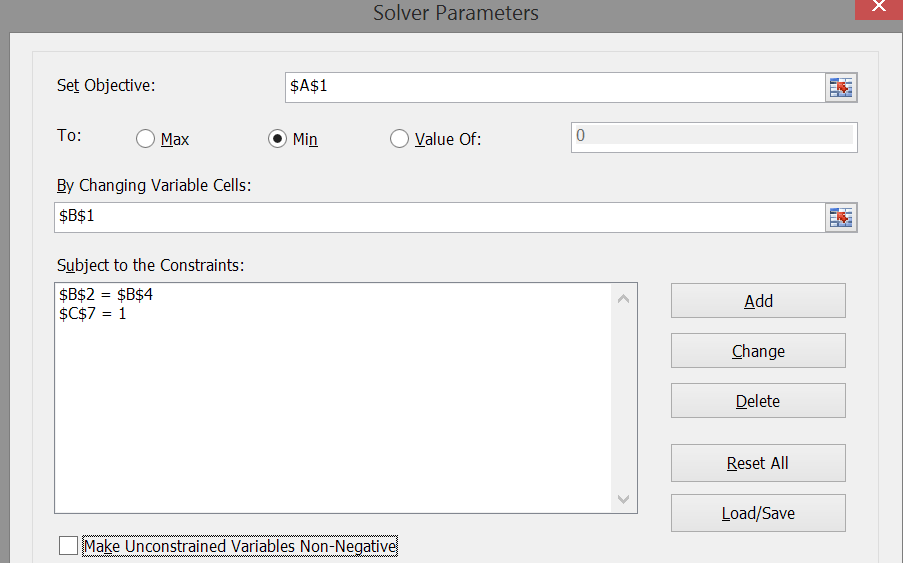 Solver Parameters
Set Objective:
$A$1
To:
Max
Min
Value Of:
0
By Changing Variable Cells:
$B$1
Subject to the Constraints:
$B$2 = $B$4
$C$7 = 1
Add
Change
Delete
Reset All
Load/Save
Make Unconstrained Variables Non-Negative